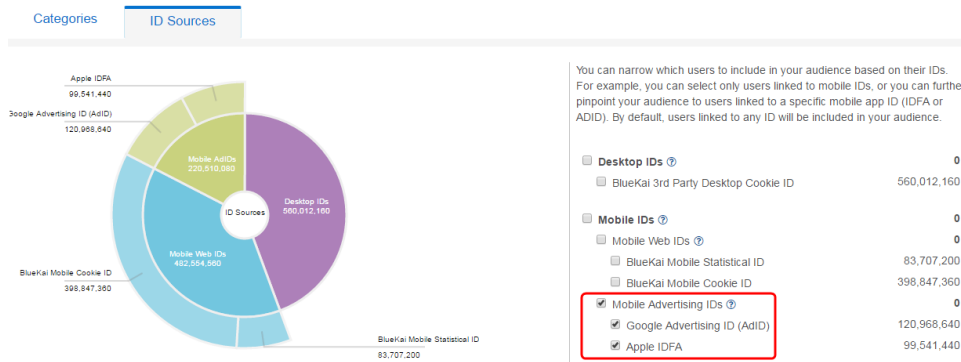 Categories
ID Sources
Apple IDFA
99,541,440
Google Advertising ID (AdID)
120,968,640
Mobile AdIDs
220,510,080
Desktop IDs
560,012,160
ID Sources
Mobile Web IDs
482,554,560
BlueKai Mobile Cookie ID
398,847,360
BlueKai Mobile Statistical ID
83,707,200
You can narrow which users to include in your audience based on their IDs.
For example, you can select only users linked to mobile IDs, or you can furthe
pinpoint your audience to users linked to a specific mobile app ID (IDFA or
ADID). By default, users linked to any ID will be included in your audience.
Desktop IDs ? 0
BlueKai 3rd Party Desktop Cookie ID 560,012,160
Mobile IDs ? 0
Mobile Web IDs ? 0
BlueKai Mobile Statistical ID 83,707,200
BlueKai Mobile Cookie ID 398,847,360
Mobile Advertising IDs ? 0
Google Advertising ID (AdID) 120,968,640
Apple IDFA 99,541,440